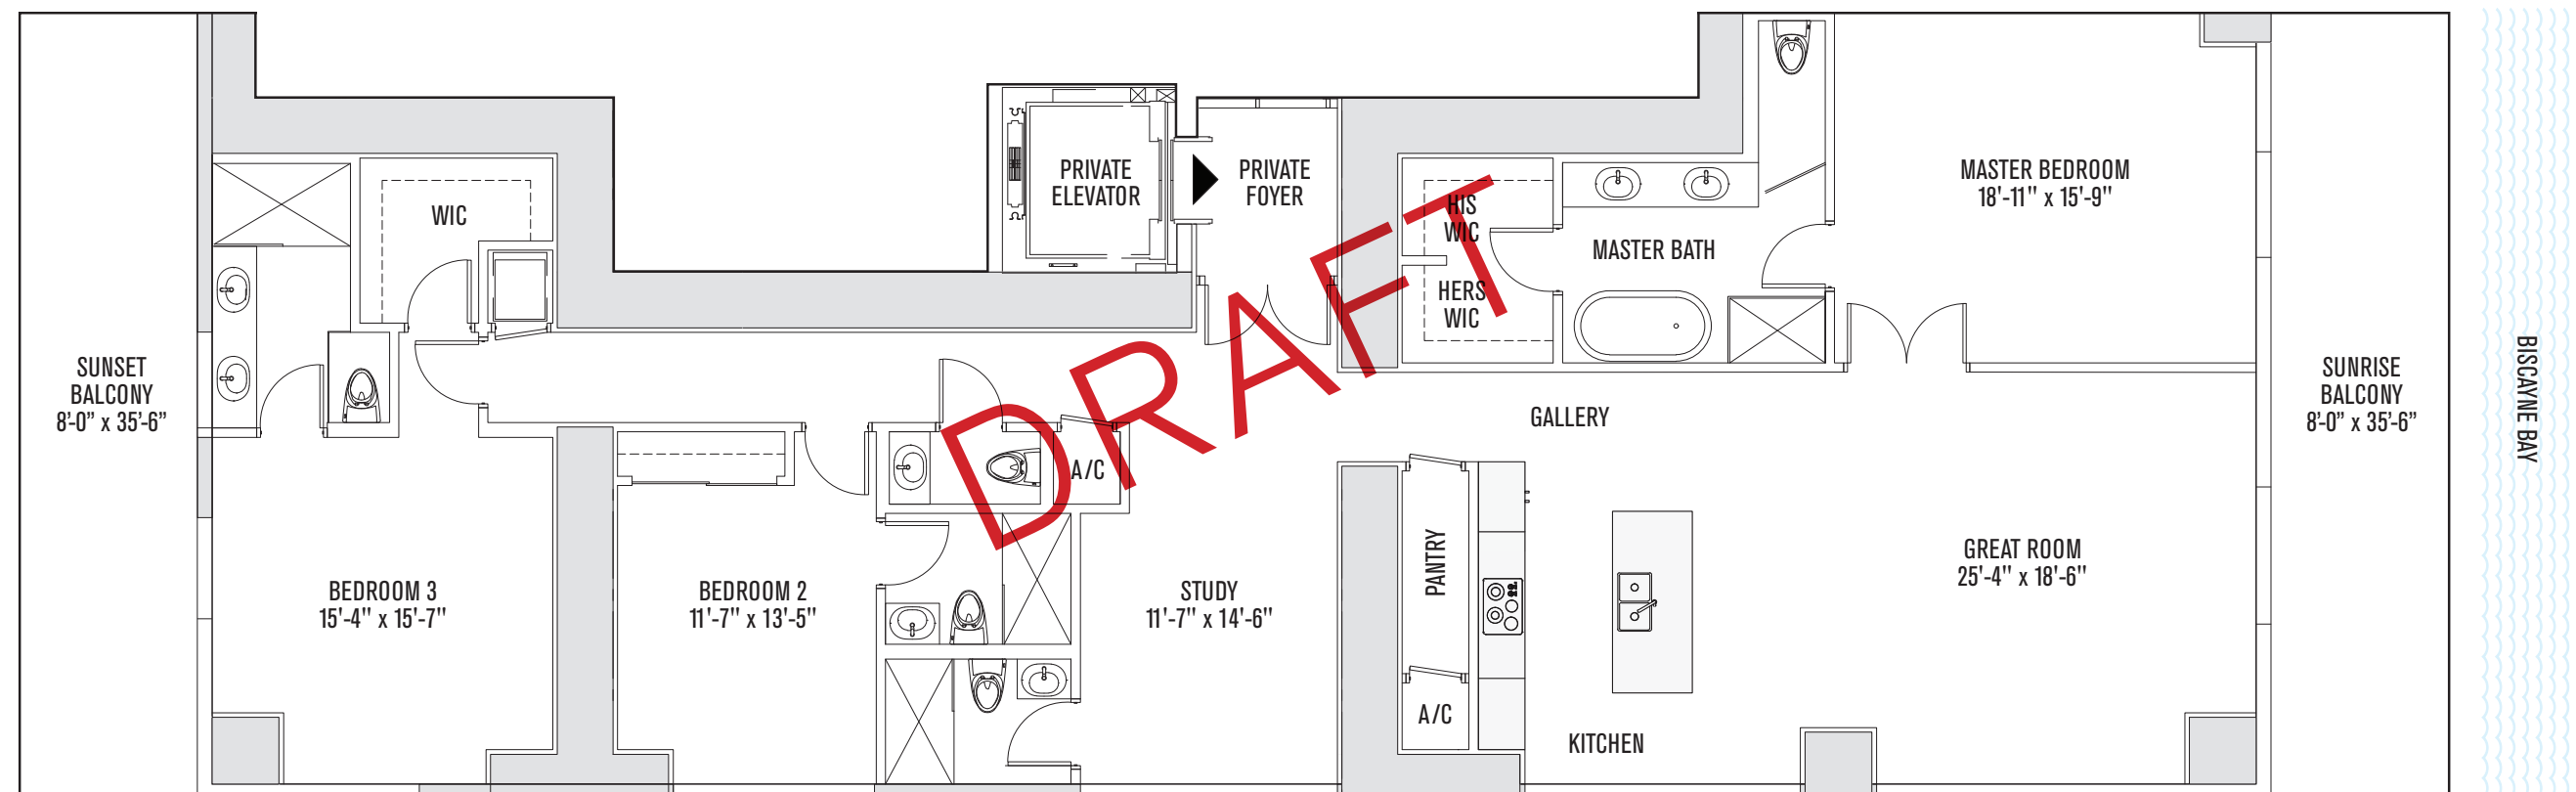 SUNSET
BALCONY
8'-0” x 35'-6”
WIC
BEDROOM 3
15'-4" x 15'-7"
BEDROOM 2
11'-7" x 13'-5"
A/C
STUDY
11'-7" x 14'-6"
PRIVATE
ELEVATOR
PRIVATE
FOYER
DRAFT
HIS
WIC
HERS
WIC
MASTER BATH
MASTER BEDROOM
18'-11" x 15'-9"
GALLERY
PANTRY
A/C
KITCHEN
GREAT ROOM
25'-4" x 18'-6"
SUNRISE
BALCONY
8'-0” x 35'-6”
BISCAYNE BAY